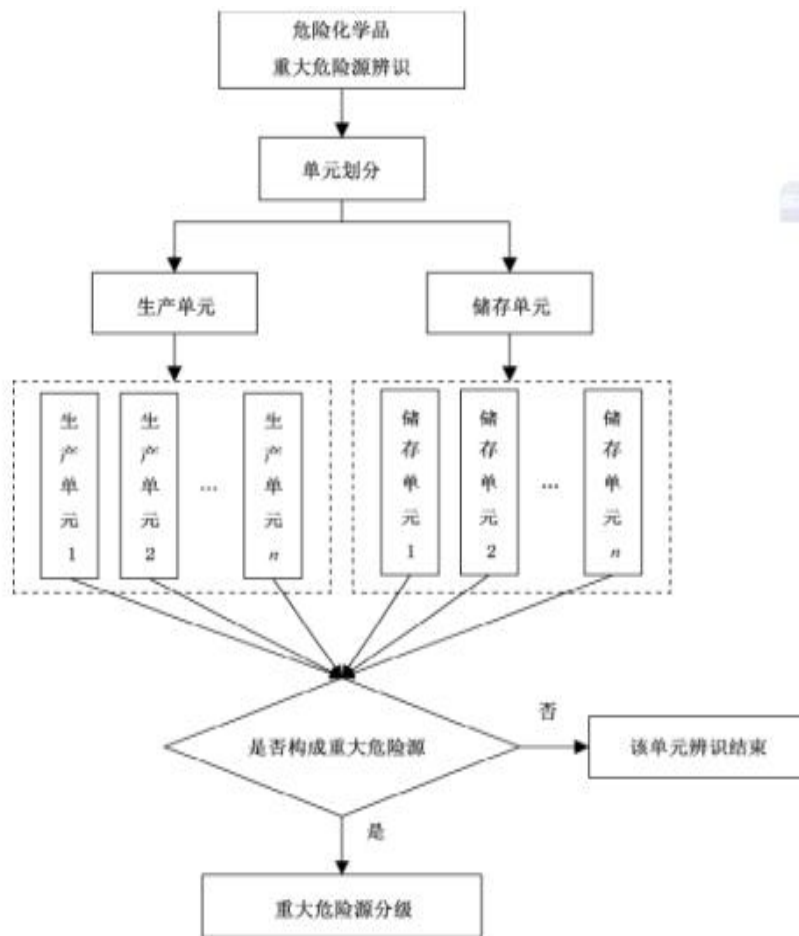 危险化学品
重大危险源辨识
单元划分
生产单元
储存单元
生产单元1
生产单元2
…
生产单元n
储存单元1
储存单元2
…
储存单元n
是否构成重大危险源
否
该单元辨识结束
是
重大危险源分级